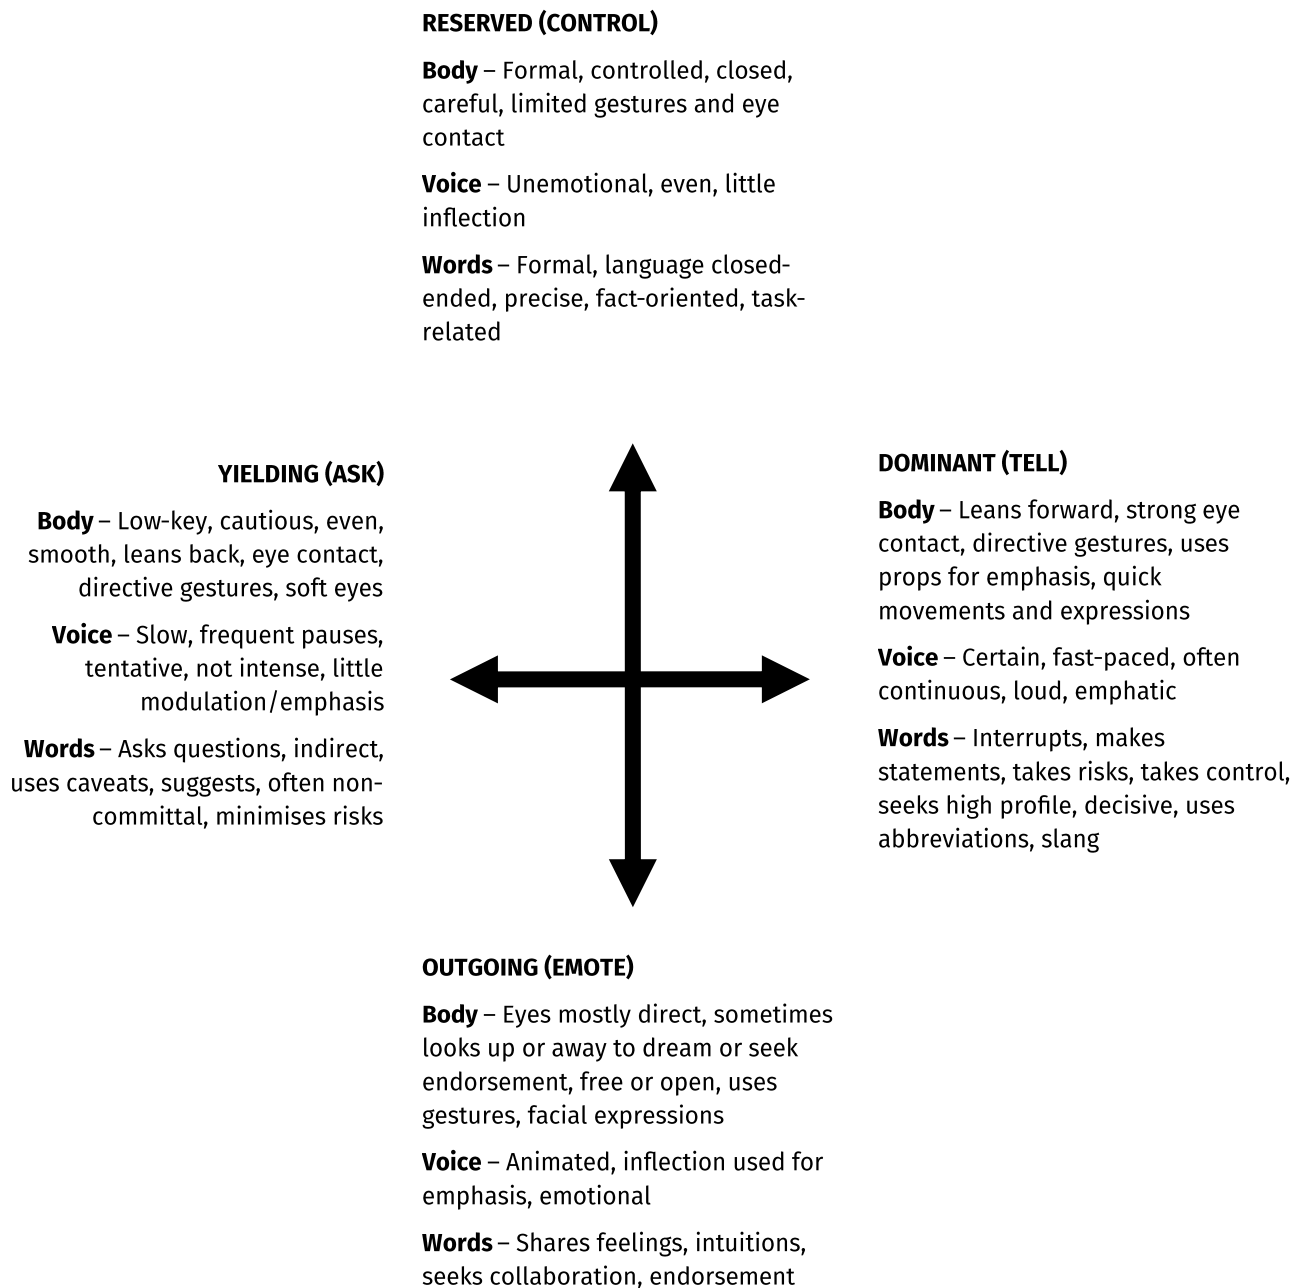 RESERVED (CONTROL)
Body – Formal, controlled, closed,
careful, limited gestures and eye
contact
Voice – Unemotional, even, little
inflection
Words – Formal, language closed-
ended, precise, fact-oriented, task-
related
YIELDING (ASK)
Body – Low-key, cautious, even,
smooth, leans back, eye contact,
directive gestures, soft eyes
Voice – Slow, frequent pauses,
tentative, not intense, little
modulation/emphasis
Words – Asks questions, indirect,
uses caveats, suggests, often non-
committal, minimises risks
DOMINANT (TELL)
Body – Leans forward, strong eye
contact, directive gestures, uses
props for emphasis, quick
movements and expressions
Voice – Certain, fast-paced, often
continuous, loud, emphatic
Words – Interrupts, makes
statements, takes risks, takes control,
seeks high profile, decisive, uses
abbreviations, slang
OUTGOING (EMOTE)
Body – Eyes mostly direct, sometimes
looks up or away to dream or seek
endorsement, free or open, uses
gestures, facial expressions
Voice – Animated, inflection used for
emphasis, emotional
Words – Shares feelings, intuitions,
seeks collaboration, endorsement